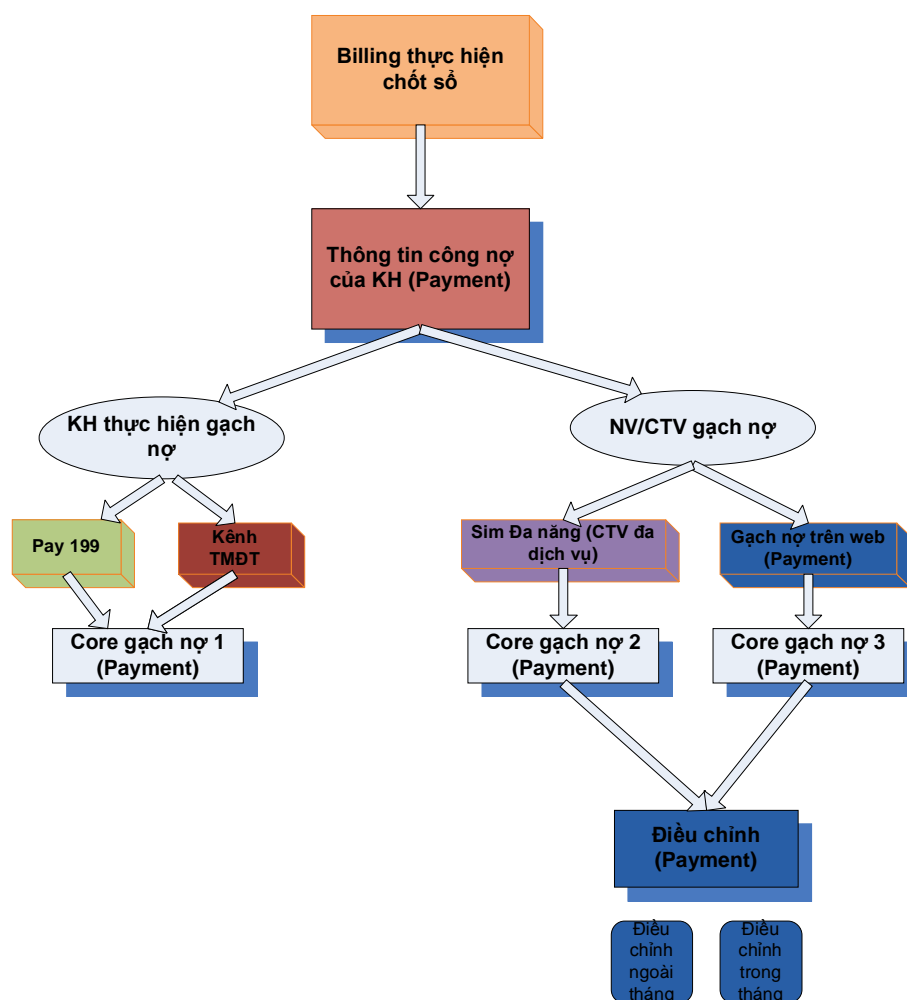 Billing thực hiện
chốt sổ
Thông tin công nợ
của KH (Payment)
KH thực hiện gạch
nợ
NV/CTV gạch nợ
Pay 199
Kênh
TMĐT
Sim Đa năng (CTV đa
dịch vụ)
Gạch nợ trên web
(Payment)
Core gạch nợ 1
(Payment)
Core gạch nợ 2
(Payment)
Core gạch nợ 3
(Payment)
Điều chỉnh
(Payment)
Điều
chỉnh
ngoài
tháng
Điều
chỉnh
trong
tháng